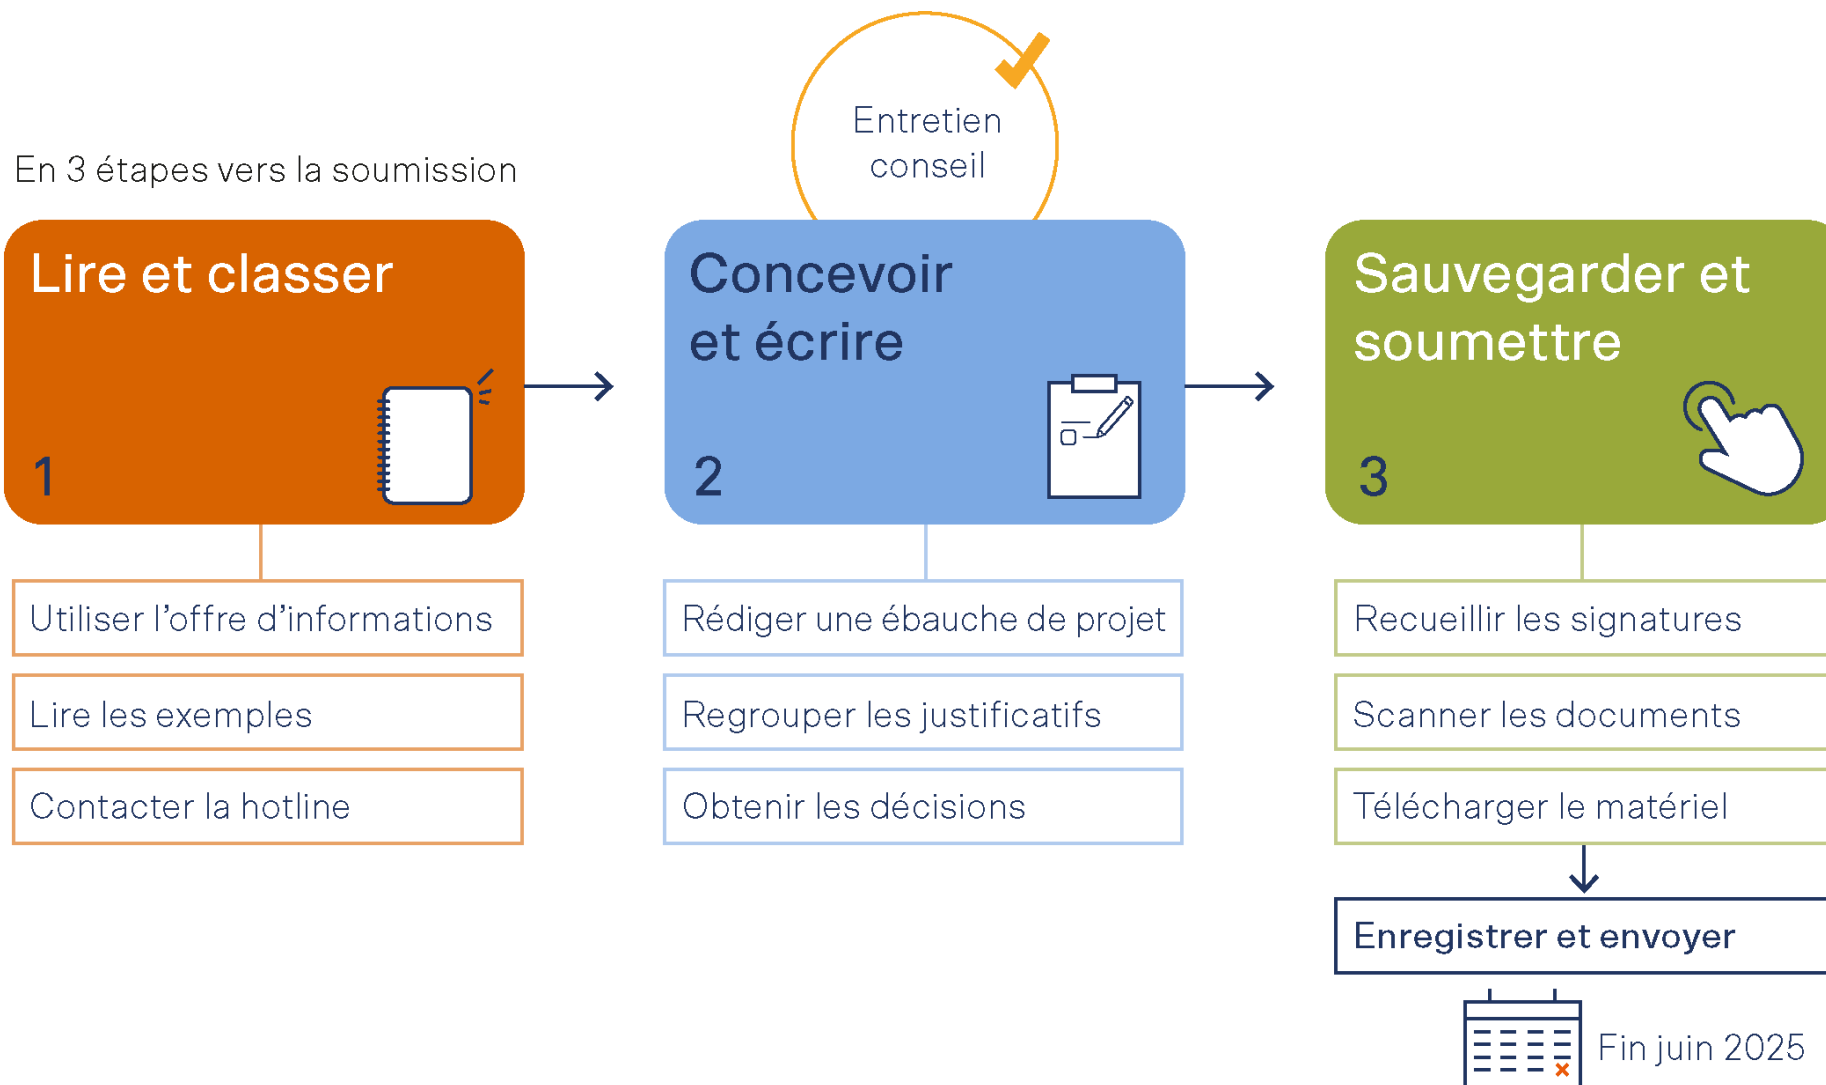 En 3 étapes vers la soumission
Entretien
conseil
Lire et classer
1
Utiliser l’offre d’informations
Lire les exemples
Contacter la hotline
Concevoir
et écrire
2
Rédiger une ébauche de projet
Regrouper les justificatifs
Obtenir les décisions
Sauvegarder et
soumettre
3
Recueillir les signatures
Scanner les documents
Télécharger le matériel
Enregistrer et envoyer
Fin juin 2025